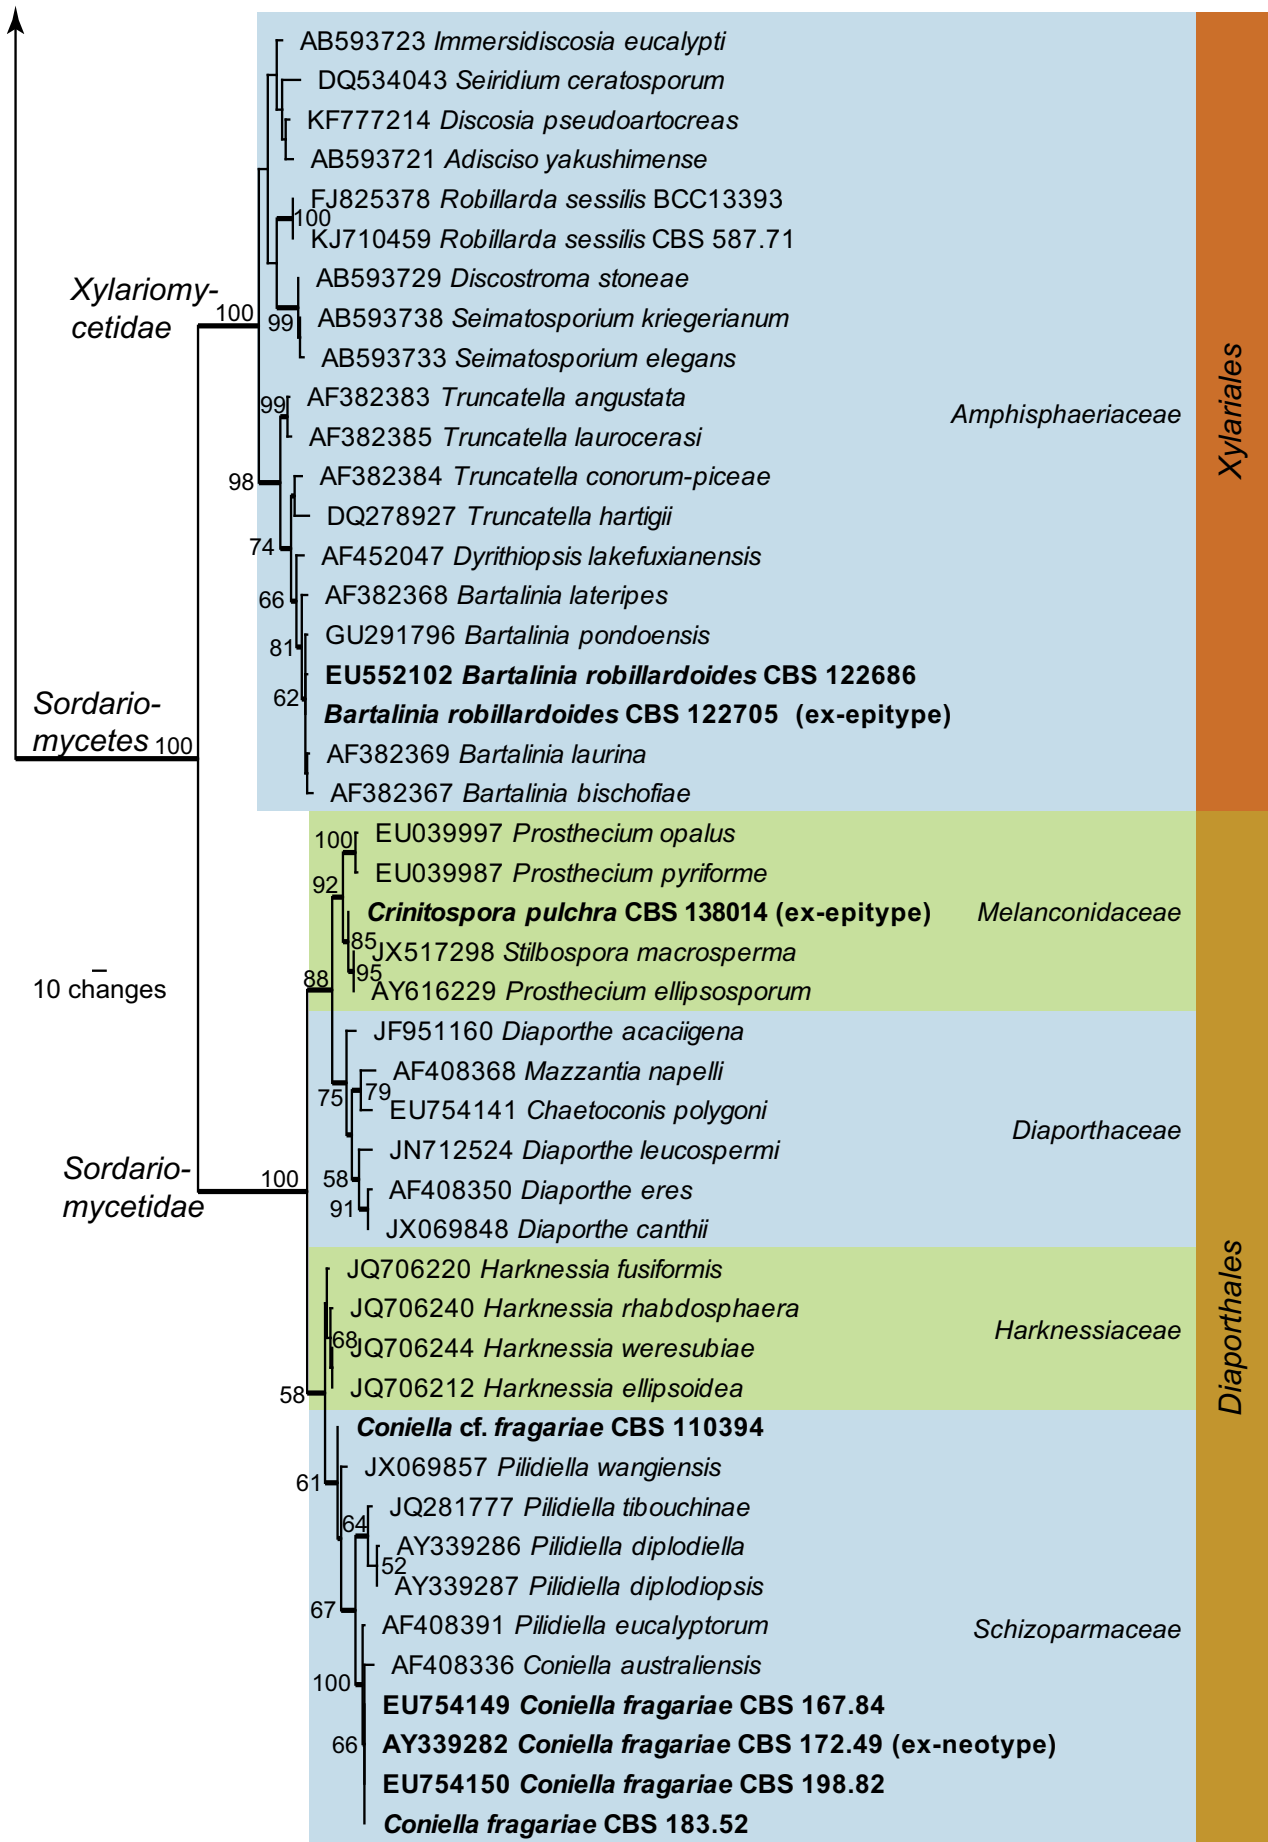 AB593723 Immersidiscosia eucalypti
DQ534043 Seiridium ceratosporum
KF777214 Discosia pseudoartocreas
AB593721 Adisciso yakushimense
FJ825378 Robillarda sessilis BCC13393
100
KJ710459 Robillarda sessilis CBS 587.71
AB593729 Discostroma stoneae
Xylariomy-
cetidae
100
99
AB593738 Seimatosporium kriegerianum
AB593733 Seimatosporium elegans
99
AF382383 Truncatella angustata
Amphisphaeriaceae
Xylariales
AF382385 Truncatella laurocerasi
98
AF382384 Truncatella conorum-piceae
DQ278927 Truncatella hartigii
74
AF452047 Dyrithiopsis lakefuxianensis
66
AF382368 Bartalinia lateripes
81
GU291796 Bartalinia pondoensis
EU552102 Bartalinia robillardoides CBS 122686
62
Bartalinia robillardoides CBS 122705 (ex-epitype)
Sordario-
mycetes 100
AF382369 Bartalinia laurina
AF382367 Bartalinia bischofiae
100
EU039997 Prosthecium opalus
EU039987 Prosthecium pyriforme
92
Crinitospora pulchra CBS 138014 (ex-epitype)
Melanconidaceae
85
JX517298 Stilbospora macrosperma
95
AY616229 Prosthecium ellipsosporum
88
10 changes
JF951160 Diaporthe acaciigena
AF408368 Mazzantia napelli
79
75
EU754141 Chaetoconis polygoni
Diaporthaceae
JN712524 Diaporthe leucospermi
58
Sordario-
mycetidae
100
AF408350 Diaporthe eres
91
JX069848 Diaporthe canthii
JQ706220 Harknessia fusiformis
JQ706240 Harknessia rhabdosphaera
Harknessiaceae
68
JQ706244 Harknessia weresubiae
JQ706212 Harknessia ellipsoidea
58
Diaporthales
Coniella cf. fragariae CBS 110394
JX069857 Pilidiella wangiensis
61
JQ281777 Pilidiella tibouchinae
64
AY339286 Pilidiella diplodiella
52
AY339287 Pilidiella diplodiopsis
67
AF408391 Pilidiella eucalyptorum
Schizoparmaceae
AF408336 Coniella australiensis
100
EU754149 Coniella fragariae CBS 167.84
66
AY339282 Coniella fragariae CBS 172.49 (ex-neotype)
EU754150 Coniella fragariae CBS 198.82
Coniella fragariae CBS 183.52